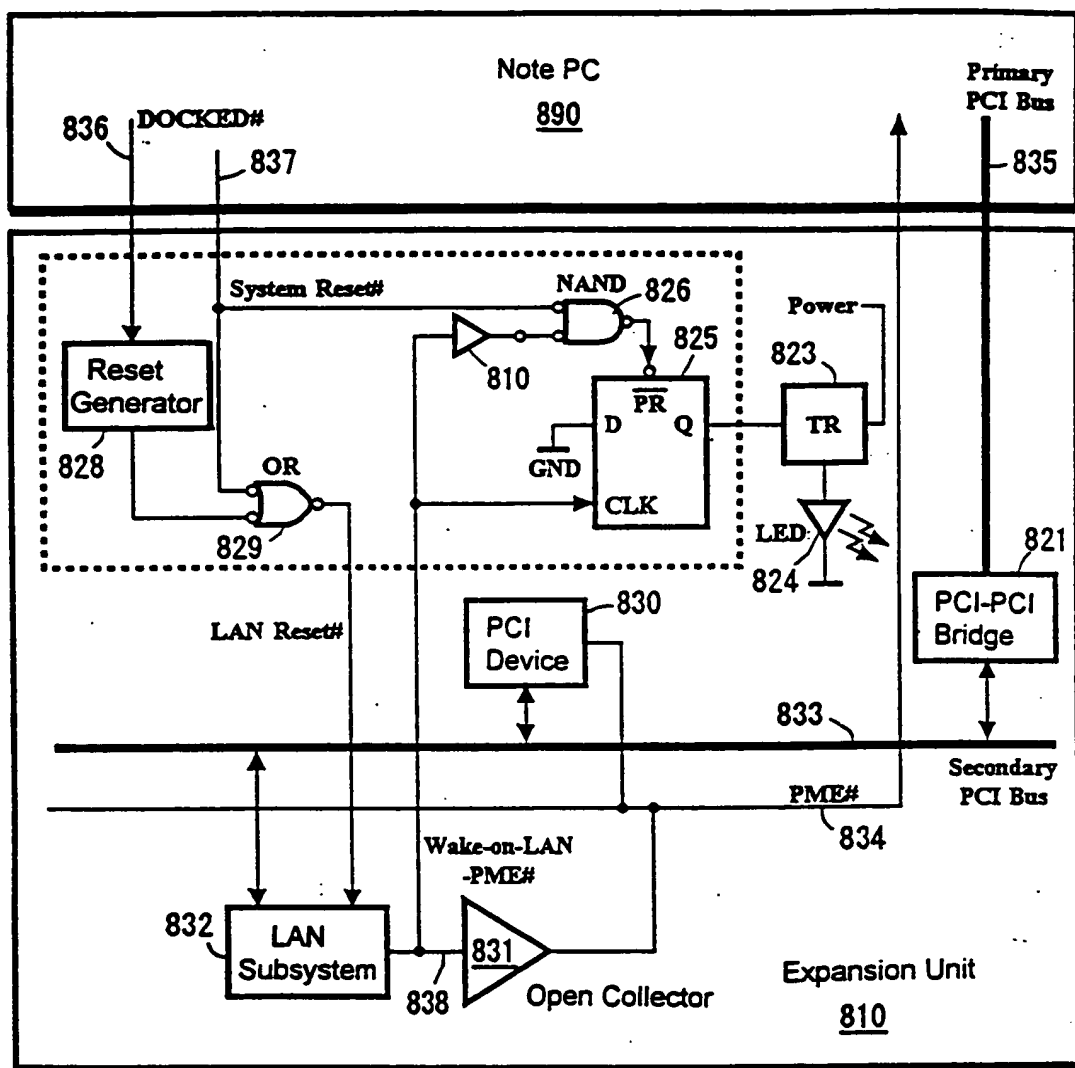 Note PC
890
Primary
PCI Bus
835
836
DOCKED#
837
System Reset#
NAND
826
810
Reset
Generator
828
825
PR
D
Q
GND
CLK
Power
823
TR
OR
829
LED
824
821
PCI-PCI
Bridge
LAN Reset#
830
PCI
Device
833
Secondary
PCI Bus
PME#
834
Wake-on-LAN
-PME#
832
LAN
Subsystem
831
838
Open Collector
Expansion Unit
810